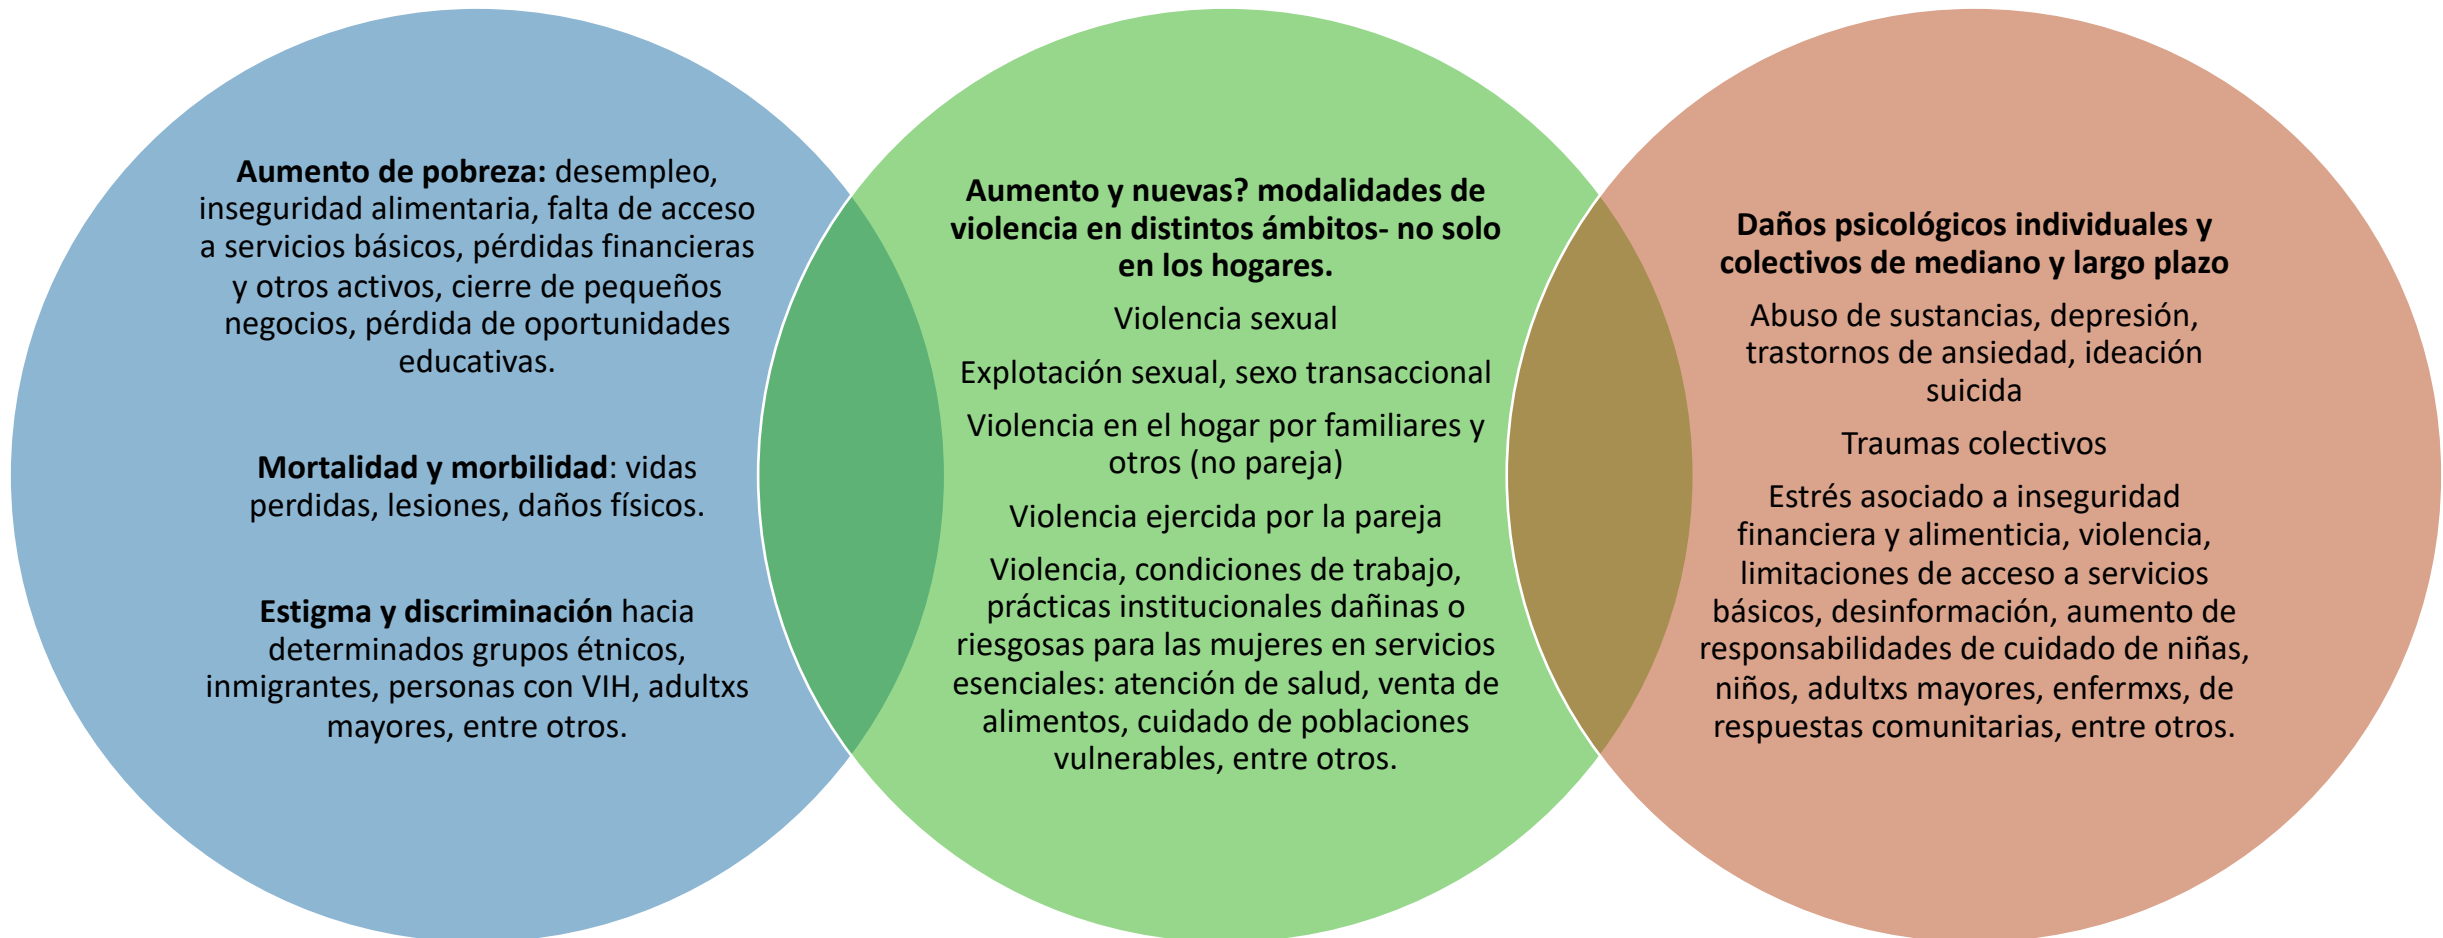 Aumento de pobreza: desempleo,
inseguridad alimentaria, falta de acceso
a servicios básicos, pérdidas financieras
y otros activos, cierre de pequeños
negocios, pérdida de oportunidades
educativas.
Mortalidad y morbilidad: vidas
perdidas, lesiones, daños físicos.
Estigma y discriminación hacia
determinados grupos étnicos,
inmigrantes, personas con VIH, adultxs
mayores, entre otros.
Aumento y nuevas? modalidades de
violencia en distintos ámbitos- no solo
en los hogares.
Violencia sexual
Explotación sexual, sexo transaccional
Violencia en el hogar por familiares y
otros (no pareja)
Violencia ejercida por la pareja
Violencia, condiciones de trabajo,
prácticas institucionales dañinas o
riesgosas para las mujeres en servicios
esenciales: atención de salud, venta de
alimentos, cuidado de poblaciones
vulnerables, entre otros.
Daños psicológicos individuales y
colectivos de mediano y largo plazo
Abuso de sustancias, depresión,
trastornos de ansiedad, ideación
suicida
Traumas colectivos
Estrés asociado a inseguridad
financiera y alimenticia, violencia,
limitaciones de acceso a servicios
básicos, desinformación, aumento de
responsabilidades de cuidado de niñas,
niños, adultxs mayores, enfermxs, de
respuestas comunitarias, entre otros.